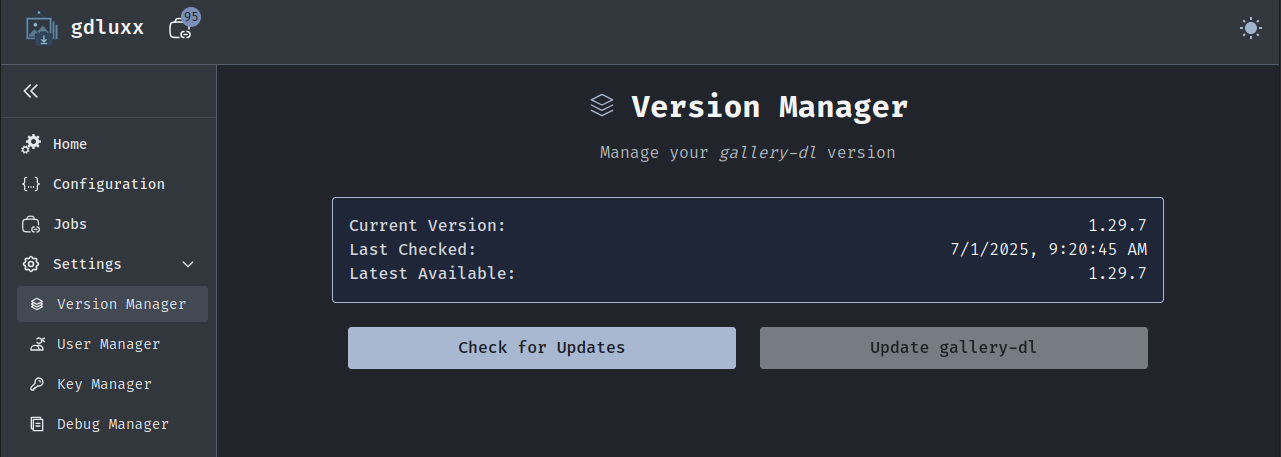 gdluxx
95
Home
Configuration
Jobs
Settings
Version Manager
User Manager
Key Manager
Debug Manager
Version Manager
Manage your gallery-dl version
Current Version: 1.29.7
Last Checked: 7/1/2025, 9:20:45 AM
Latest Available: 1.29.7
Check for Updates
Update gallery-dl